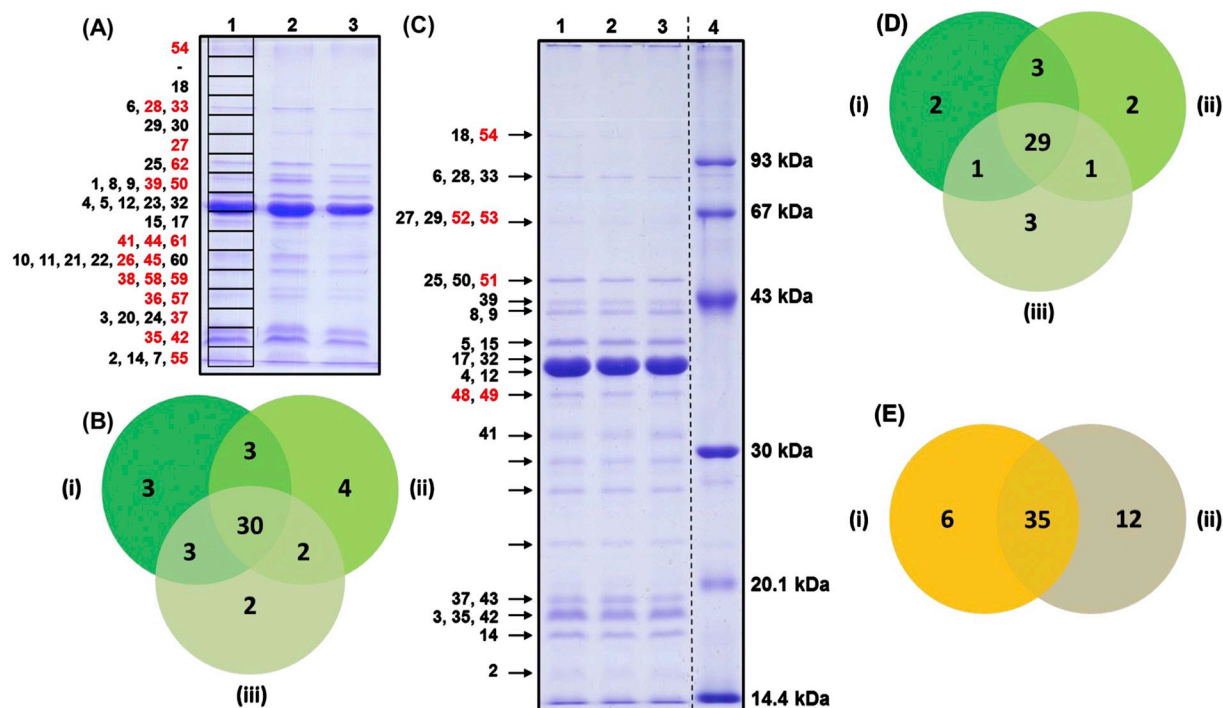 (A)
1 2 3
54
-
18
6, 28, 33
29, 30
27
25, 62
1, 8, 9, 39, 50
4, 5, 12, 23, 32
15, 17
41, 44, 61
10, 11, 21, 22, 26, 45, 60
38, 58, 59
36, 57
3, 20, 24, 37
35, 42
2, 14, 7, 55
(B)
(i)
3
3
4
(ii)
30
3
2
2
(iii)
(C)
1 2 3 4
18, 54
6, 28, 33
27, 29, 52, 53
25, 50, 51
39
8, 9
5, 15
17, 32
4, 12
48, 49
41
37, 43
3, 35, 42
14
2
93 kDa
67 kDa
43 kDa
30 kDa
20.1 kDa
14.4 kDa
(D)
(i)
2
3
2
(ii)
29
1
1
3
(iii)
(E)
(i)
6
35
12
(ii)